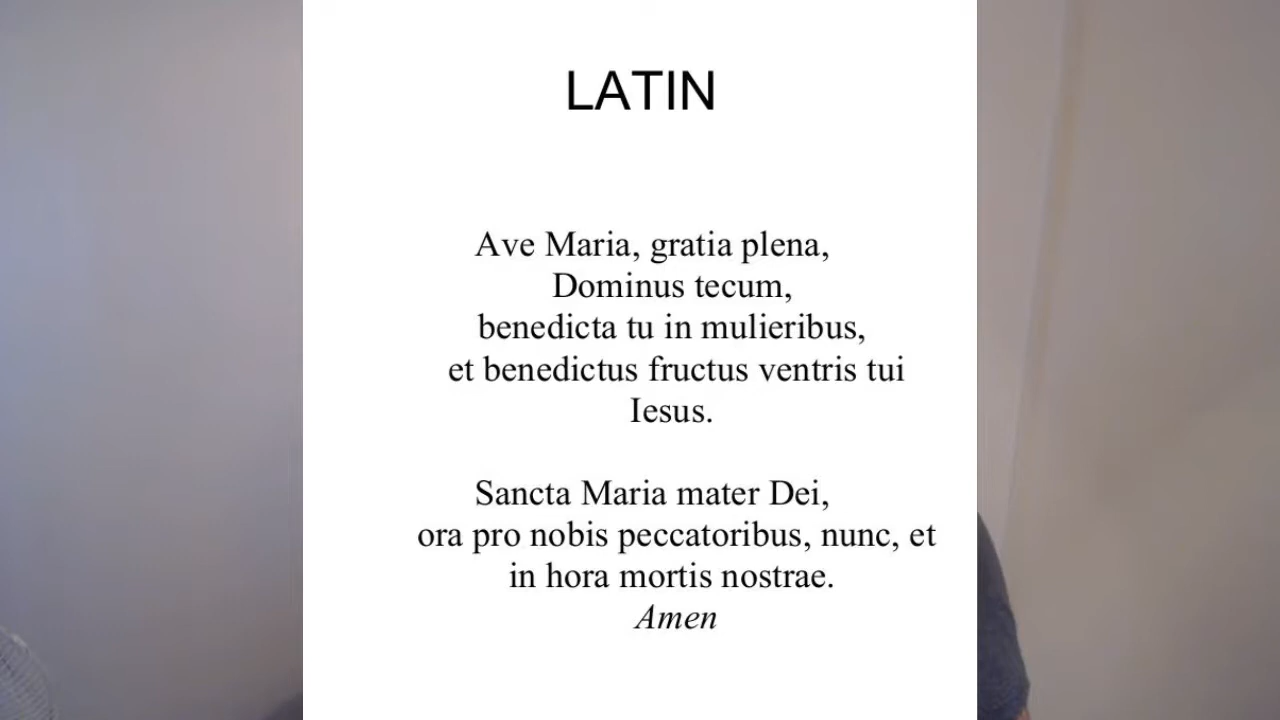 LATIN
Ave Maria, gratia plena,
Dominus tecum,
benedicta tu in mulieribus,
et benedictus fructus ventris tui
Iesus.
Sancta Maria mater Dei,
ora pro nobis peccatoribus, nunc, et
in hora mortis nostrae.
Amen